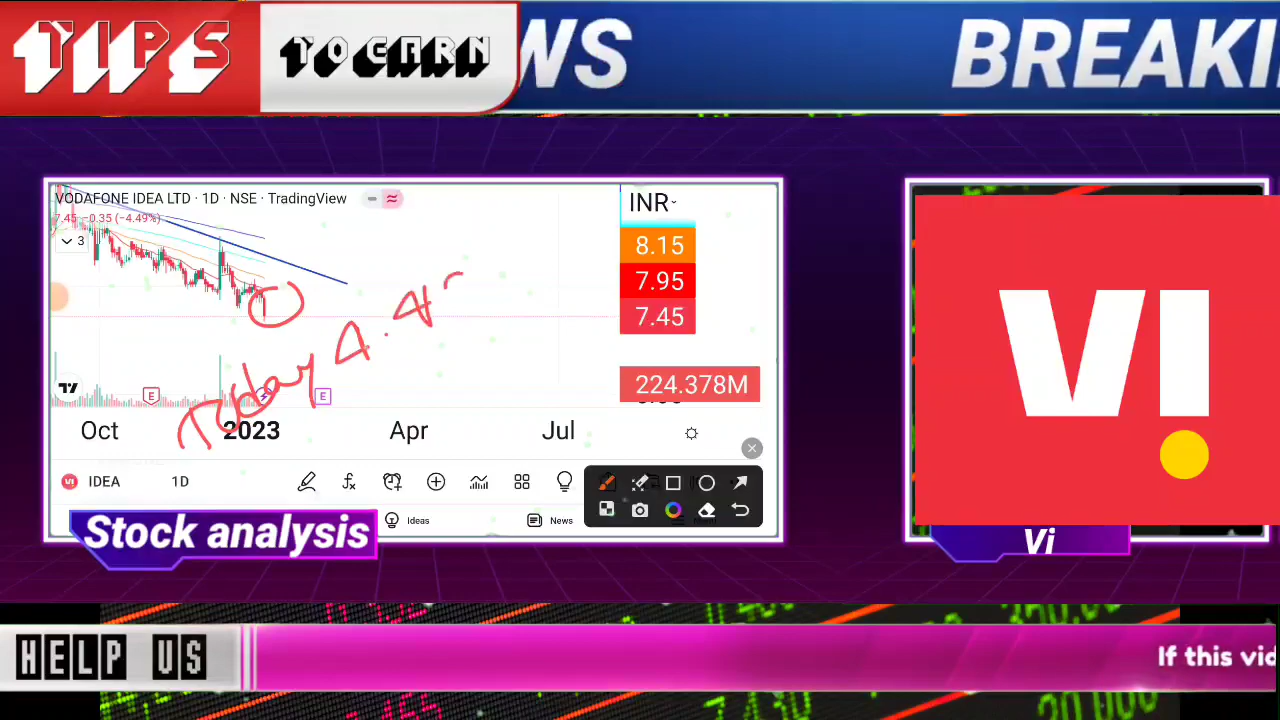 TIPS
TO EARN
WS
BREAKI
VODAFONE IDEA LTD · 1D · NSE · TradingView
7.45 −0.35 (−4.49%)
3
INR
8.15
7.95
7.45
224.378M
Today 4.4
E
E
Oct
2023
Apr
Jul
IDEA
1D
Ideas
News
Stock analysis
VI
Vi
HELP US
If this vid